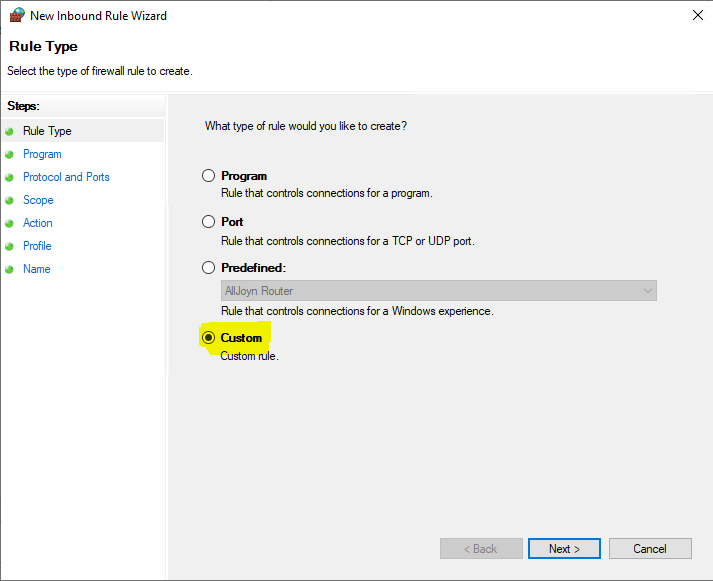 New Inbound Rule Wizard
Rule Type
Select the type of firewall rule to create.
Steps:
Rule Type
Program
Protocol and Ports
Scope
Action
Profile
Name
What type of rule would you like to create?
Program
Rule that controls connections for a program.
Port
Rule that controls connections for a TCP or UDP port.
Predefined:
AllJoyn Router
Rule that controls connections for a Windows experience.
Custom
Custom rule.
< Back
Next >
Cancel